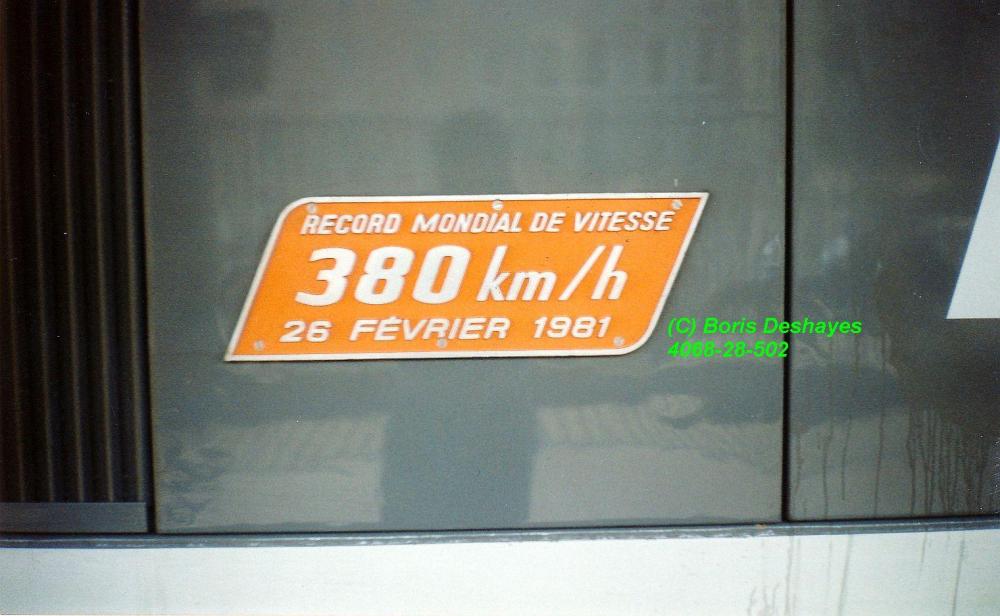 RECORD MONDIAL DE VITESSE
380 km/h
26 FÉVRIER 1981
(C) Boris Deshayes
4068-28-502